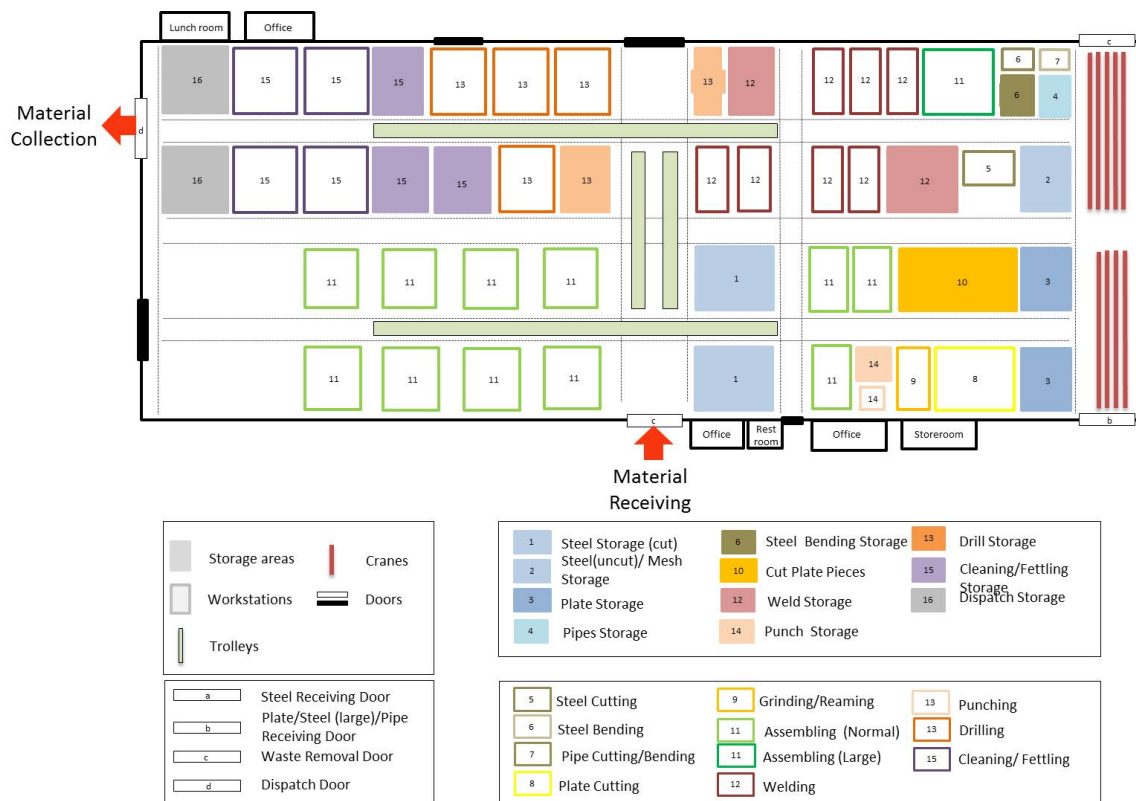 Lunch room Office
c
16 15 15 15 13 13 13 13 12 12 12 12 11 6 7
6 4
Material
Collection
d
16 15 15 15 15 13 13 12 12 12 12 12 5 2
11 11 11 11 1 11 11 10 3
11 11 11 11 1 11 14 9 8 3
14
c
b
Office Rest
room
Office Storeroom
Material
Receiving
Storage areas
Cranes
Workstations
Doors
Trolleys
1 Steel Storage (cut)
2 Steel(uncut)/ Mesh
Storage
3 Plate Storage
4 Pipes Storage
6 Steel Bending Storage
10 Cut Plate Pieces
12 Weld Storage
14 Punch Storage
13 Drill Storage
15 Cleaning/Fettling
Storage
16 Dispatch Storage
a Steel Receiving Door
b Plate/Steel (large)/Pipe
Receiving Door
c Waste Removal Door
d Dispatch Door
5 Steel Cutting
6 Steel Bending
7 Pipe Cutting/Bending
8 Plate Cutting
9 Grinding/Reaming
11 Assembling (Normal)
11 Assembling (Large)
12 Welding
13 Punching
13 Drilling
15 Cleaning/ Fettling